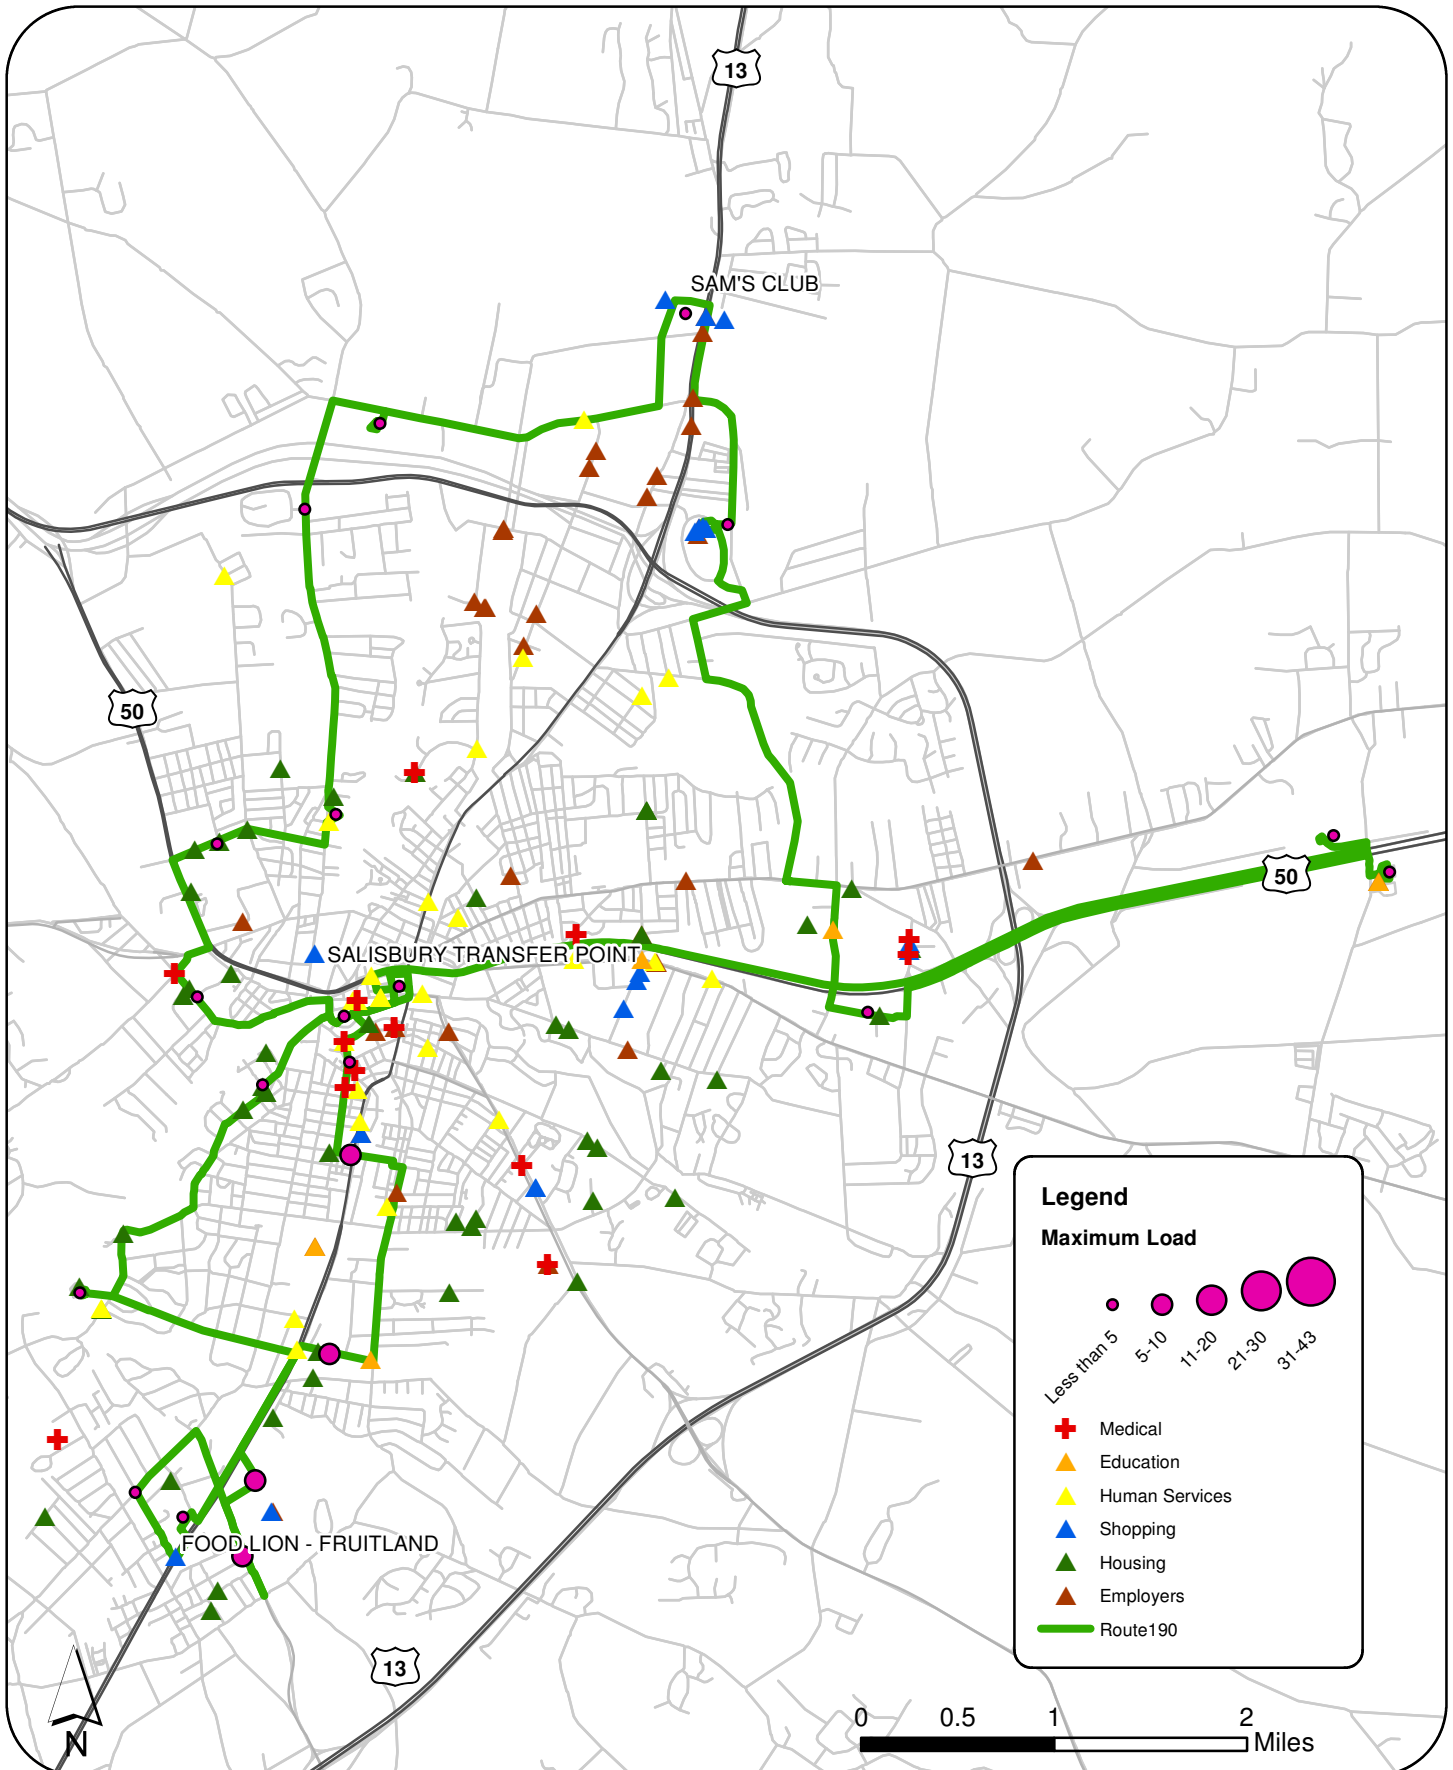 13
SAM'S CLUB
50
50
SALISBURY TRANSFER POINT
13
Legend
Maximum Load
Less than 5
5-10
11-20
21-30
31-43
Medical
Education
Human Services
Shopping
Housing
Employers
Route190
FOOD LION - FRUITLAND
13
N
0 0.5 1 2
Miles